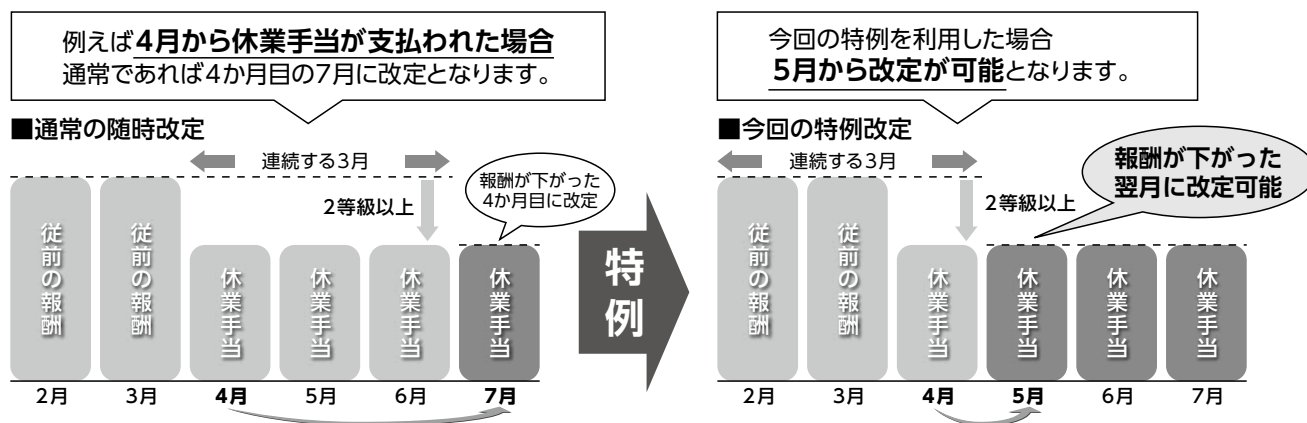 例えば4月から休業手当が支払われた場合
通常であれば4か月目の7月に改定となります。
■通常の随時改定
連続する3月
2等級以上
報酬が下がった
4か月目に改定
従前の報酬
従前の報酬
休業手当
休業手当
休業手当
休業手当
2月
3月
4月
5月
6月
7月
特例
今回の特例を利用した場合
5月から改定が可能となります。
■今回の特例改定
連続する3月
2等級以上
報酬が下がった
翌月に改定可能
従前の報酬
従前の報酬
休業手当
休業手当
休業手当
休業手当
2月
3月
4月
5月
6月
7月